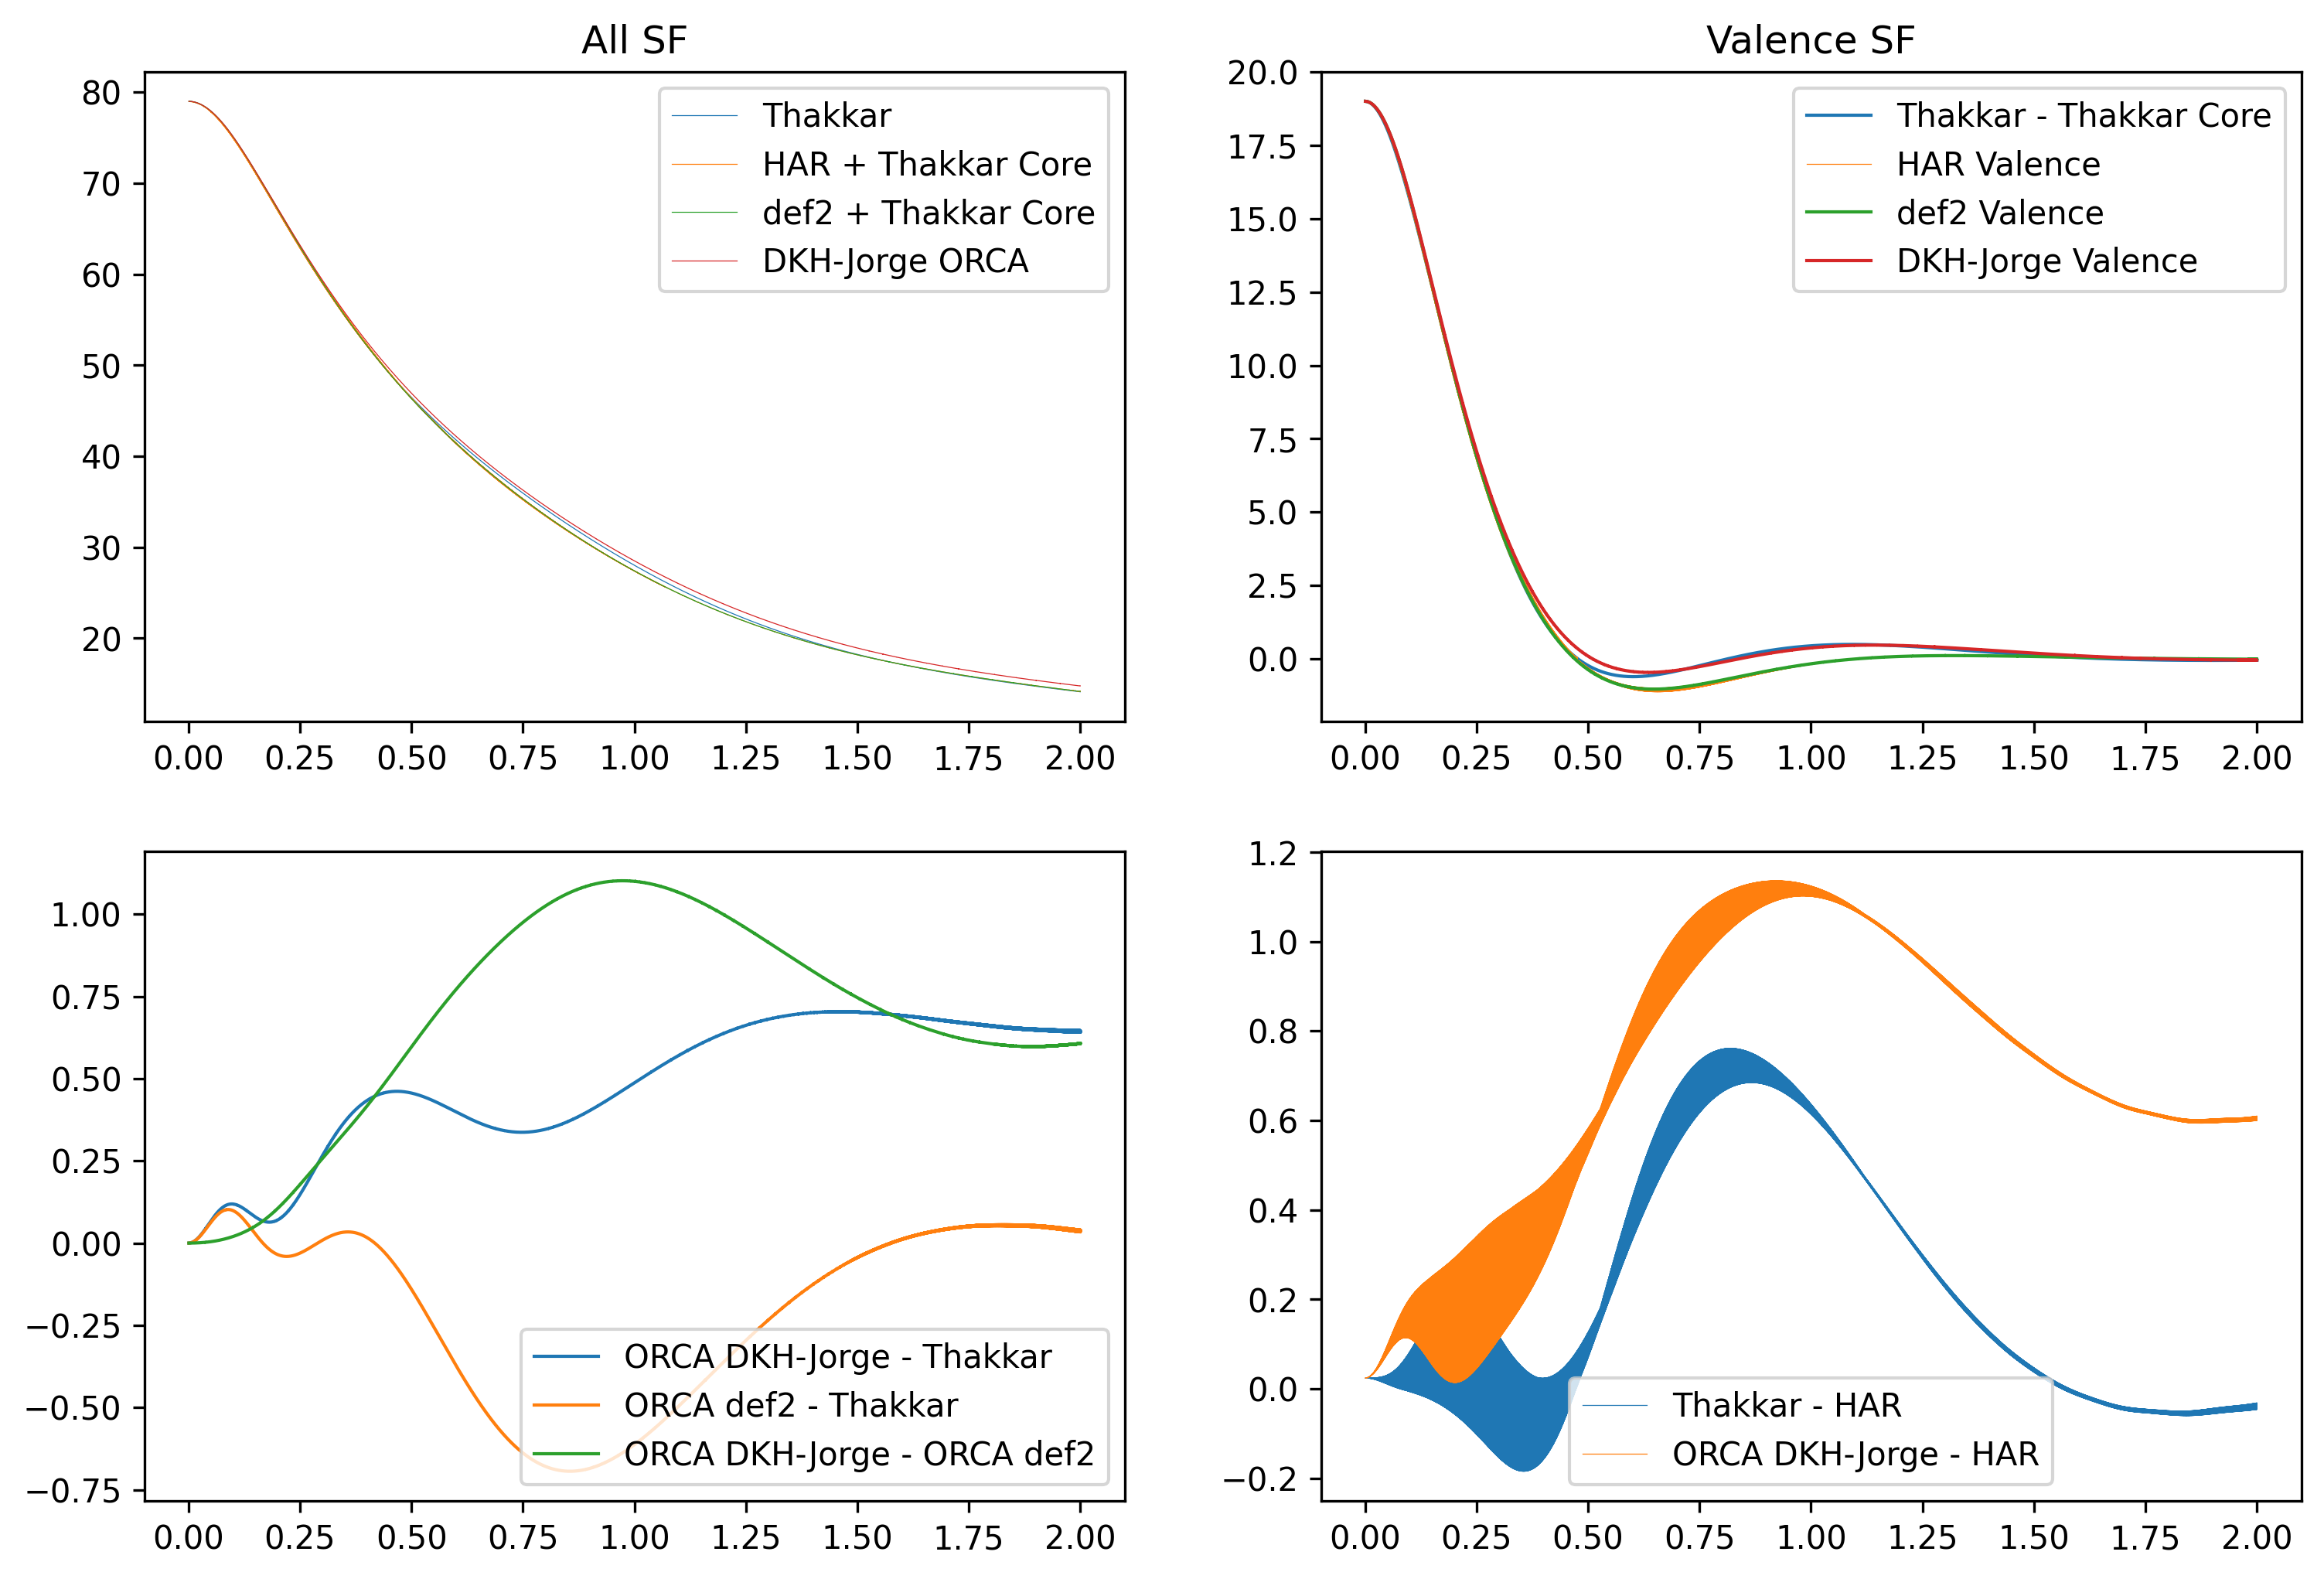 All SF
80
70
60
50
40
30
20
0.00 0.25 0.50 0.75 1.00 1.25 1.50 1.75 2.00
Thakkar
HAR + Thakkar Core
def2 + Thakkar Core
DKH-Jorge ORCA
Valence SF
20.0
17.5
15.0
12.5
10.0
7.5
5.0
2.5
0.0
0.00 0.25 0.50 0.75 1.00 1.25 1.50 1.75 2.00
Thakkar - Thakkar Core
HAR Valence
def2 Valence
DKH-Jorge Valence
1.00
0.75
0.50
0.25
0.00
−0.25
−0.50
−0.75
0.00 0.25 0.50 0.75 1.00 1.25 1.50 1.75 2.00
ORCA DKH-Jorge - Thakkar
ORCA def2 - Thakkar
ORCA DKH-Jorge - ORCA def2
1.2
1.0
0.8
0.6
0.4
0.2
0.0
−0.2
0.00 0.25 0.50 0.75 1.00 1.25 1.50 1.75 2.00
Thakkar - HAR
ORCA DKH-Jorge - HAR